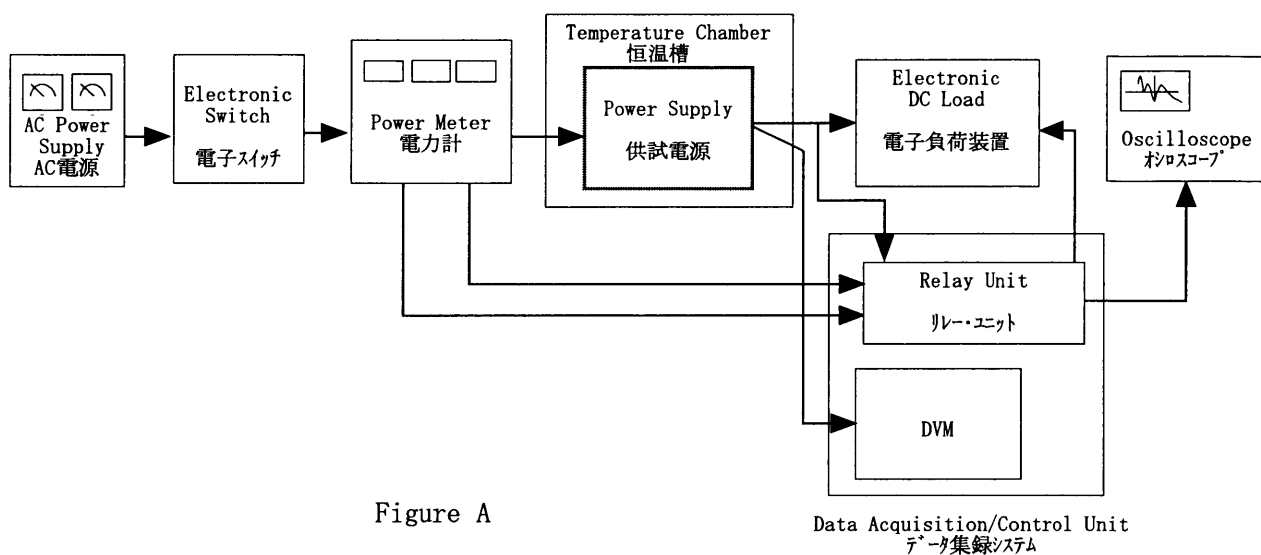 AC Power
Supply
AC電源
Electronic
Switch
電子スイッチ
Power Meter
電力計
Temperature Chamber
恒温槽
Power Supply
供試電源
Electronic
DC Load
電子負荷装置
Oscilloscope
オシロスコープ
Relay Unit
リレー・ユニット
DVM
Data Acquisition/Control Unit
データ集録システム
Figure A